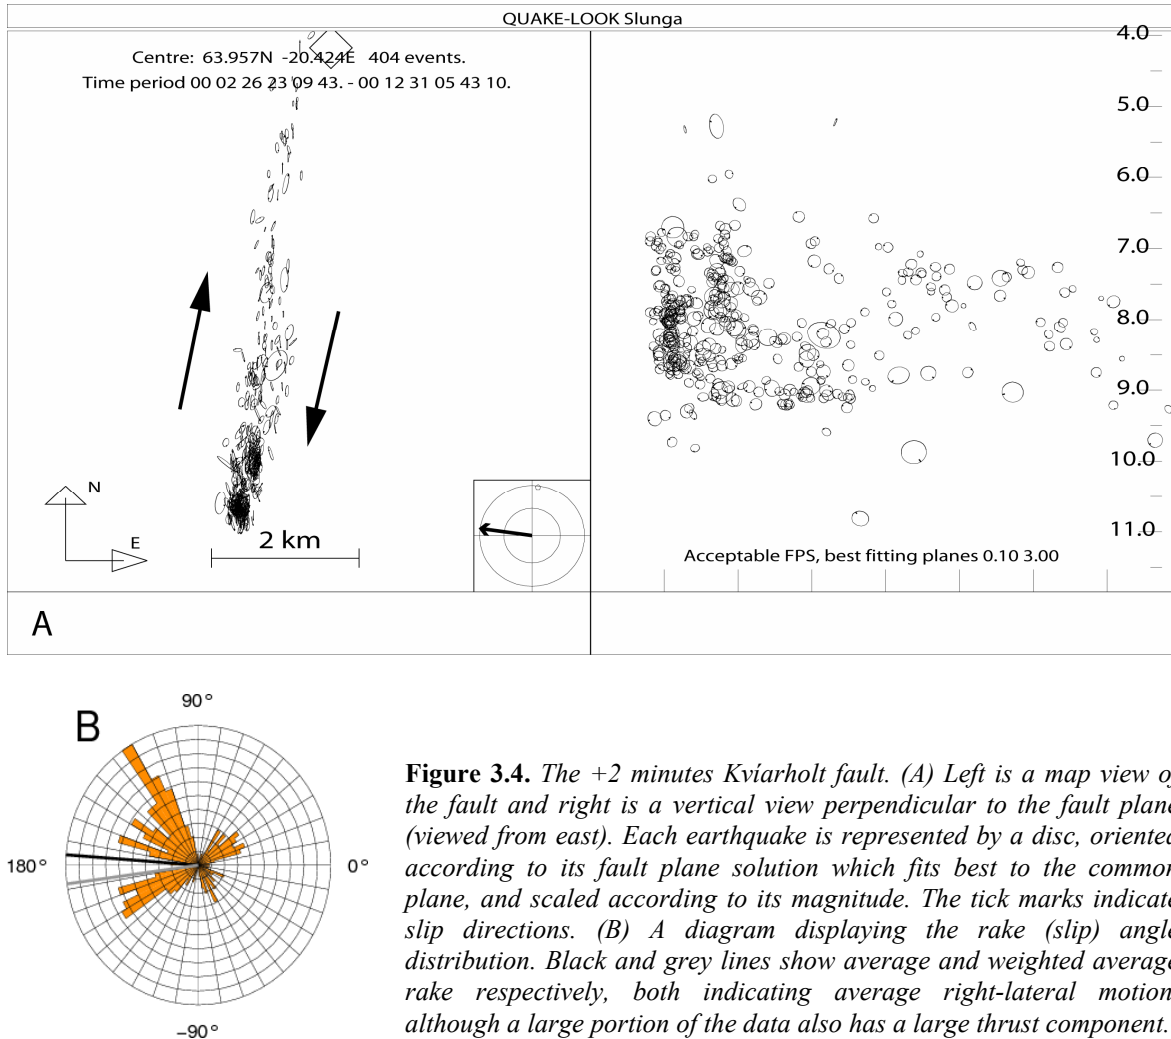 QUAKE-LOOK Slunga
Centre: 63.957N -20.424E 404 events.
Time period 00 02 26 23 09 43. - 00 12 31 05 43 10.
N
E
2 km
A
4.0
5.0
6.0
7.0
8.0
9.0
10.0
11.0
Acceptable FPS, best fitting planes 0.10 3.00
B
90°
180°
0°
−90°
Figure 3.4. The +2 minutes Kvíarholt fault. (A) Left is a map view of
the fault and right is a vertical view perpendicular to the fault plane
(viewed from east). Each earthquake is represented by a disc, oriented
according to its fault plane solution which fits best to the common
plane, and scaled according to its magnitude. The tick marks indicate
slip directions. (B) A diagram displaying the rake (slip) angle
distribution. Black and grey lines show average and weighted average
rake respectively, both indicating average right-lateral motion
although a large portion of the data also has a large thrust component.